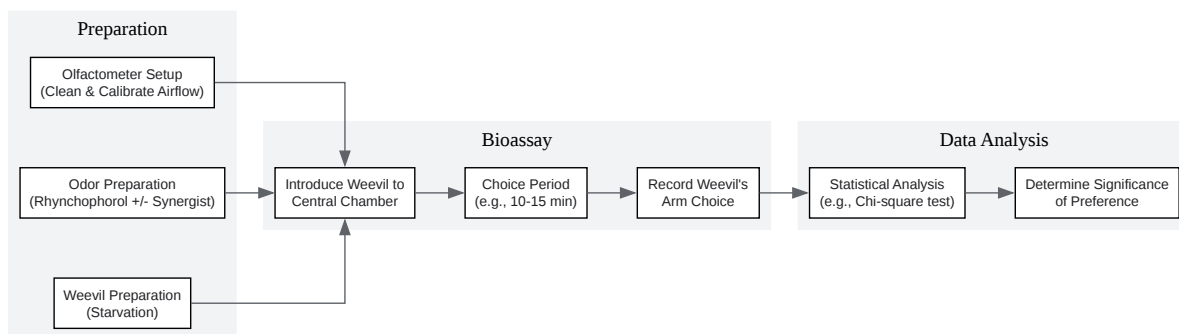 Preparation
Olfactometer Setup
(Clean & Calibrate Airflow)
Odor Preparation
(Rhynchophorol +/- Synergist)
Weevil Preparation
(Starvation)
Bioassay
Introduce Weevil to
Central Chamber
Choice Period
(e.g., 10-15 min)
Record Weevil's
Arm Choice
Data Analysis
Statistical Analysis
(e.g., Chi-square test)
Determine Significance
of Preference